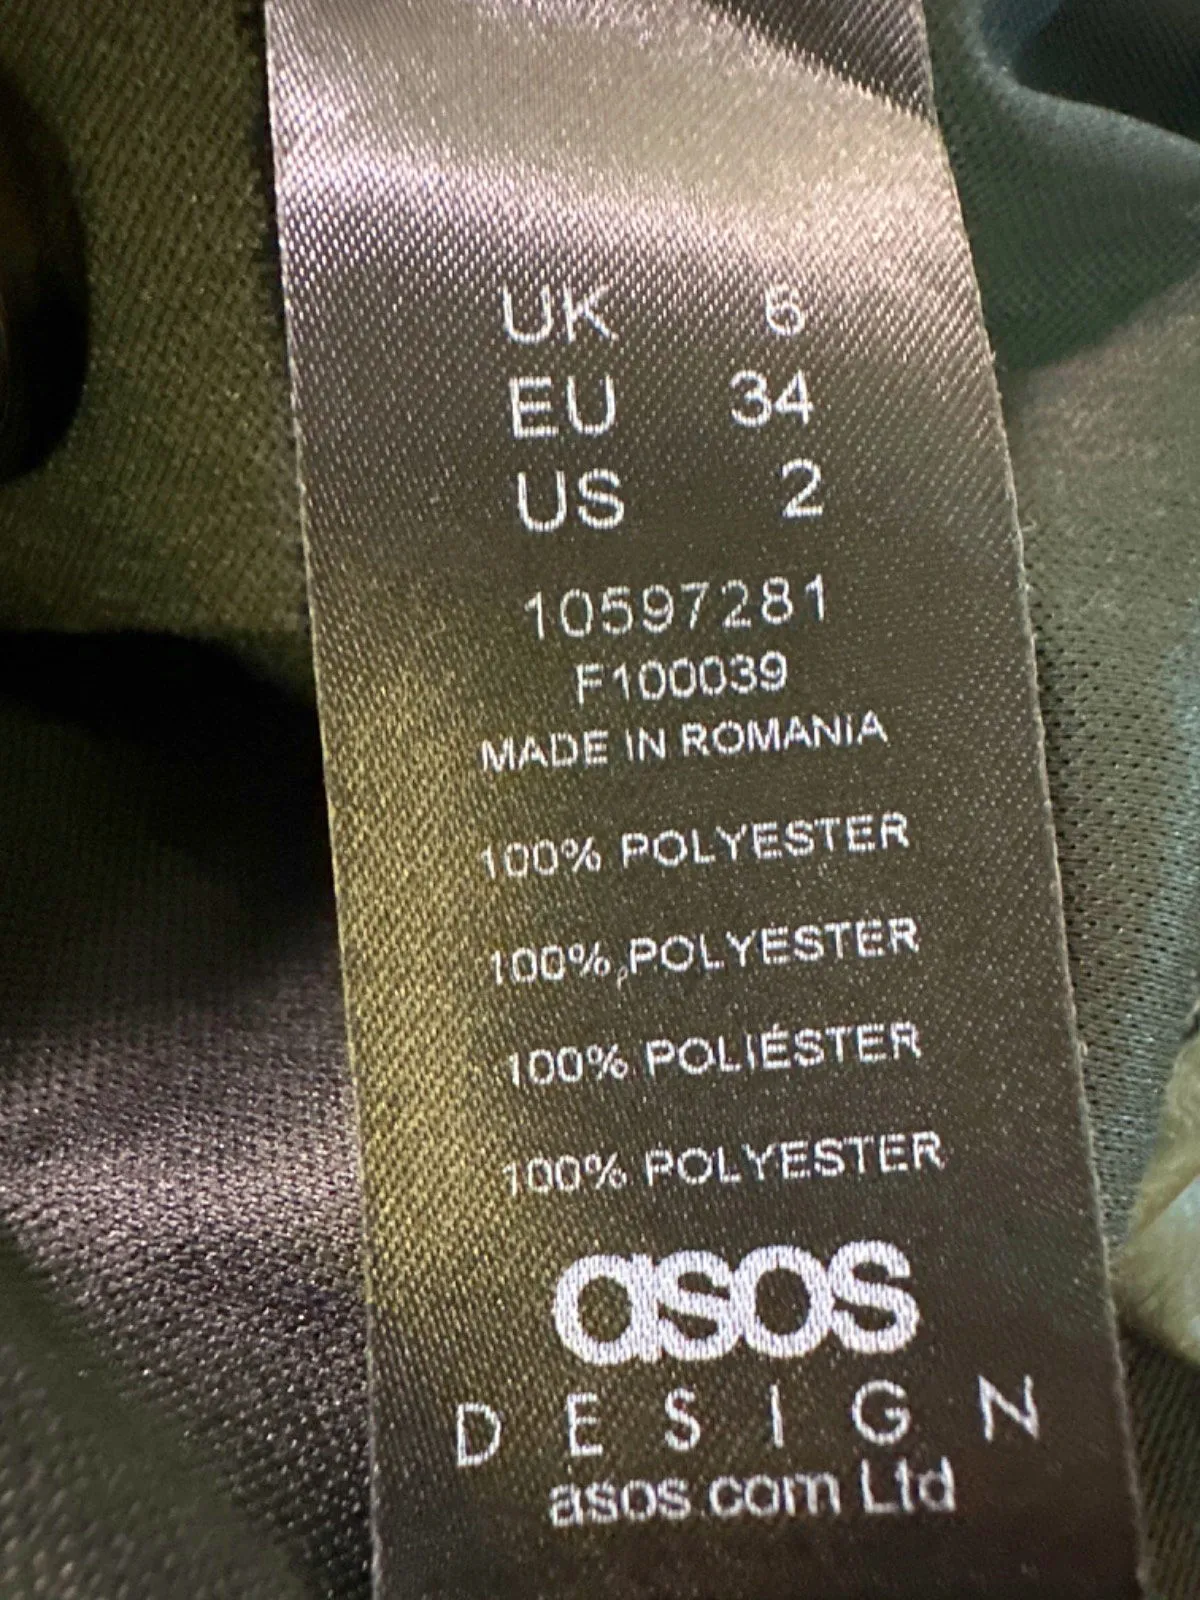 UK 6
EU 34
US 2
10597281
F100039
MADE IN ROMANIA
100% POLYESTER
100% POLYESTER
100% POLIÉSTER
100% POLYESTER
asos
DESIGN
asos.com Ltd